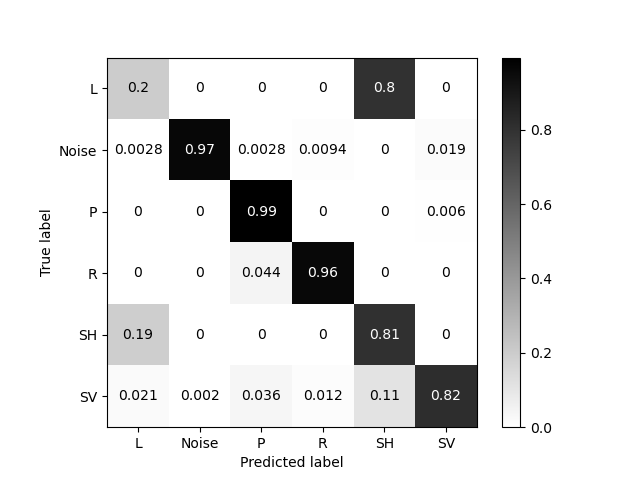 L 0.2 0 0 0 0.8 0
Noise 0.0028 0.97 0.0028 0.0094 0 0.019
P 0 0 0.99 0 0 0.006
R 0 0 0.044 0.96 0 0
SH 0.19 0 0 0 0.81 0
SV 0.021 0.002 0.036 0.012 0.11 0.82
L Noise P R SH SV
Predicted label
True label
0.8
0.6
0.4
0.2
0.0